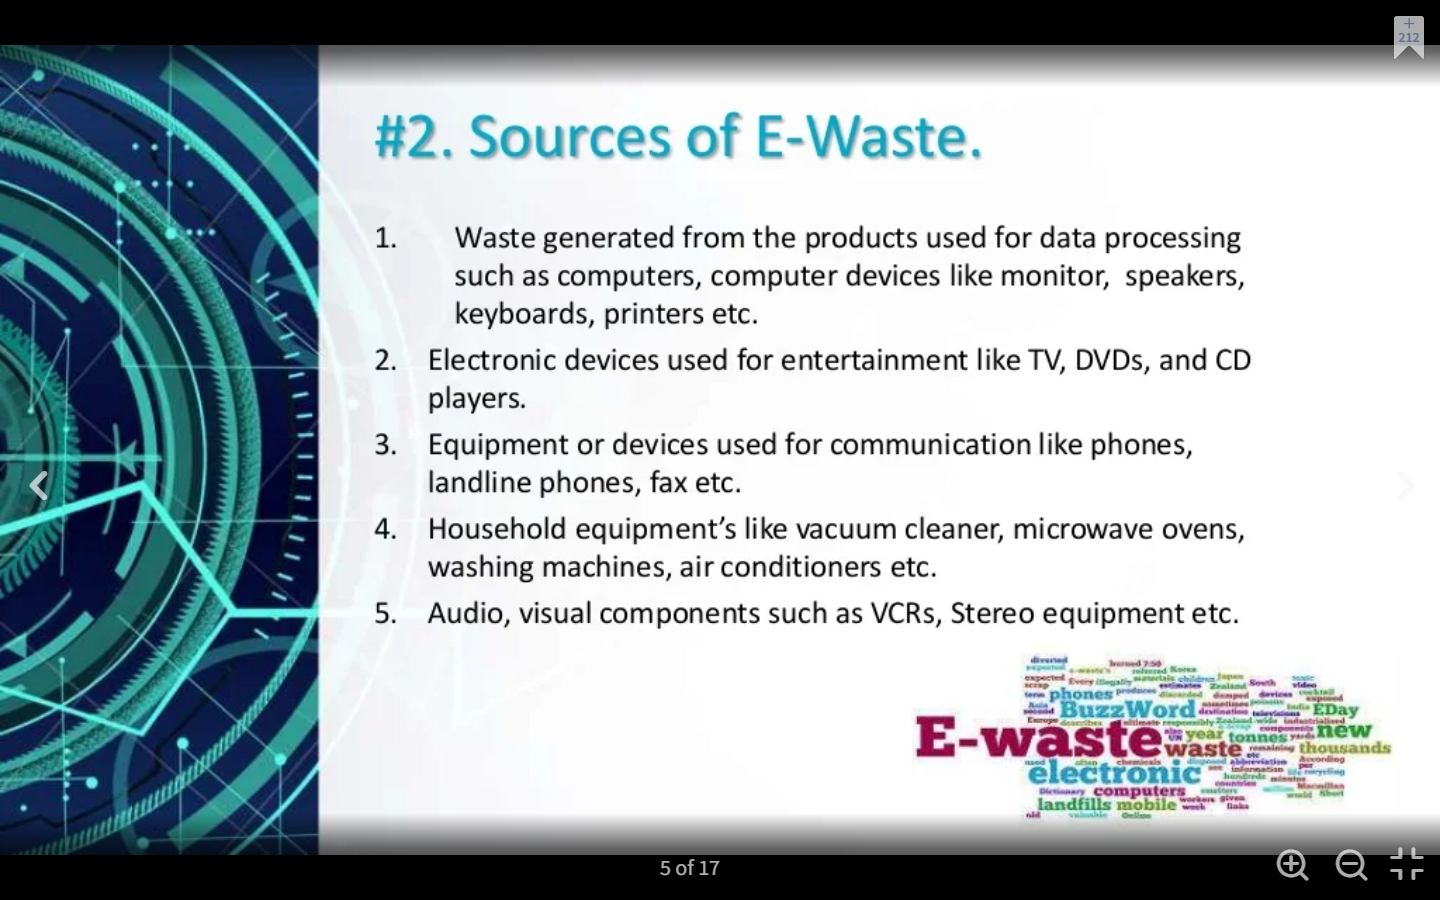 +
212
#2. Sources of E-Waste.
1. Waste generated from the products used for data processing
such as computers, computer devices like monitor, speakers,
keyboards, printers etc.
2. Electronic devices used for entertainment like TV, DVDs, and CD
players.
3. Equipment or devices used for communication like phones,
landline phones, fax etc.
4. Household equipment’s like vacuum cleaner, microwave ovens,
washing machines, air conditioners etc.
5. Audio, visual components such as VCRs, Stereo equipment etc.
diverted
phones
BuzzWord
EDay
E-waste
year
new
waste
tonnes
thousands
electronic
computers
landfills mobile
5 of 17